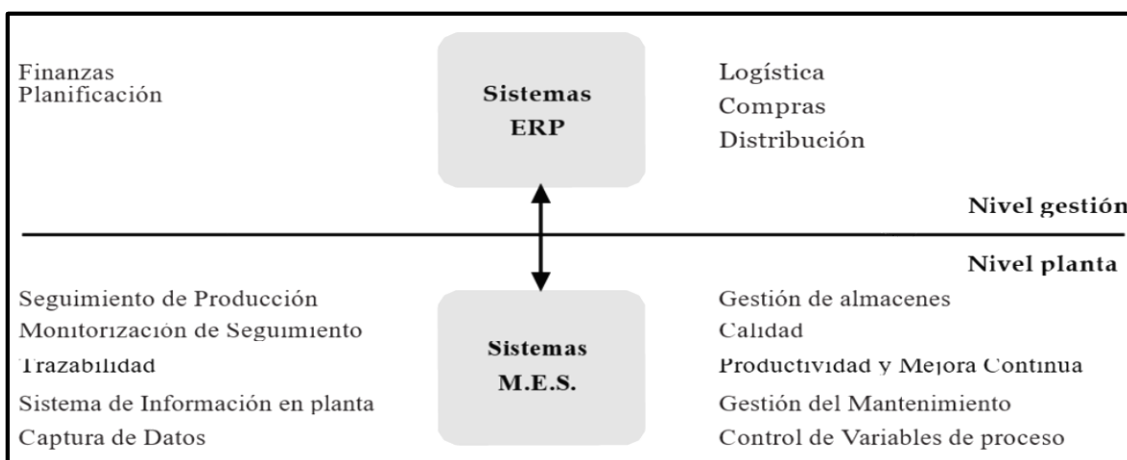 Finanzas
Planificación
Sistemas
ERP
Logística
Compras
Distribución
Nivel gestión
Nivel planta
Seguimiento de Producción
Monitorización de Seguimiento
Trazabilidad
Sistema de Información en planta
Captura de Datos
Sistemas
M.E.S.
Gestión de almacenes
Calidad
Productividad y Mejora Continua
Gestión del Mantenimiento
Control de Variables de proceso